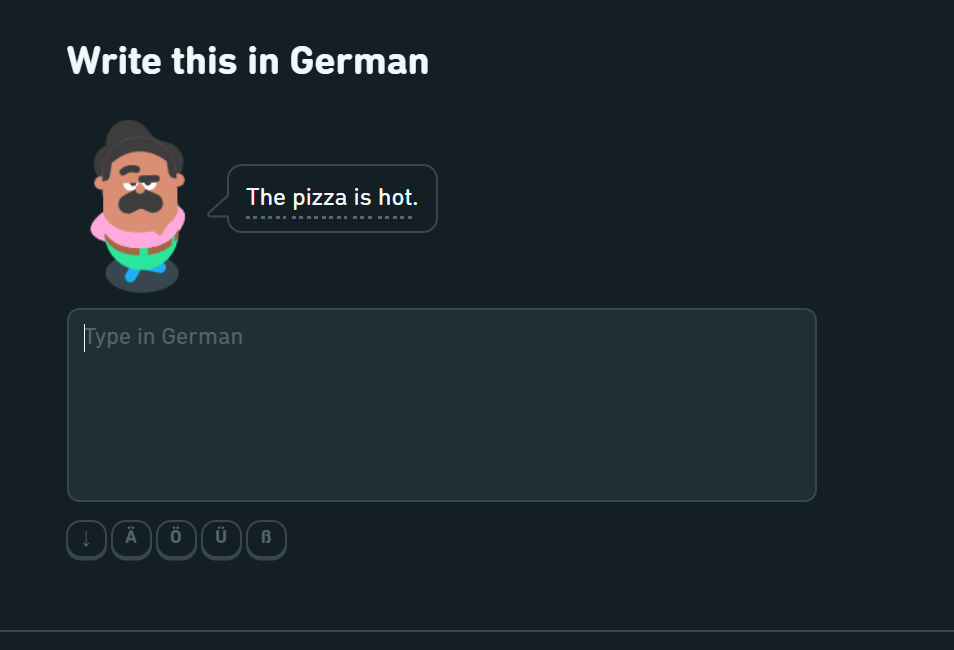 Write this in German
The pizza is hot.
Type in German
↓ Ä Ö Ü ß